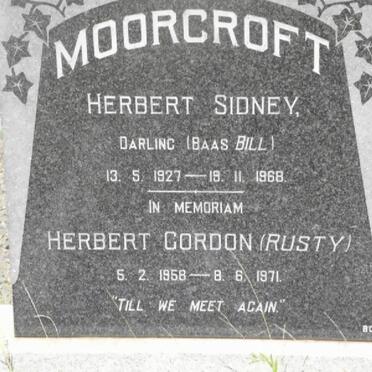 MOORCROFT
HERBERT SIDNEY,
DARLING (BAAS BILL)
13. 5. 1927 — 19. 11. 1968.
IN MEMORIAM
HERBERT GORDON (RUSTY)
5. 2. 1958 — 8. 6. 1971.
"TILL WE MEET AGAIN."